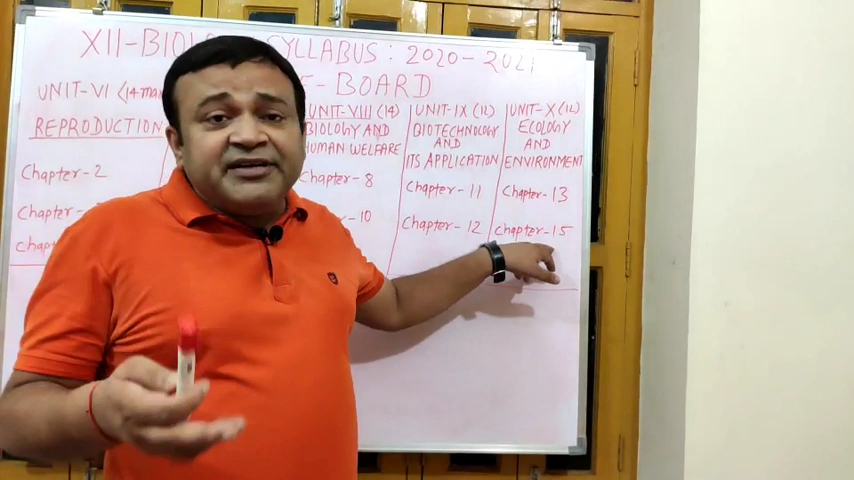 XII-BIOLOGY SYLLABUS : 2020-2021
BOARD
UNIT-VI (14 mar
REPRODUCTION
Chapter-2
Chapter-
Chapt
UNIT-VIII (14)
BIOLOGY AND
HUMAN WELFARE
Chapter-8
-10
UNIT-IX (12)
BIOTECHNOLOGY
AND
ITS APPLICATION
Chapter-11
Chapter-12
UNIT-X (12)
ECOLOGY
AND
ENVIRONMENT
Chapter-13
Chapter-15